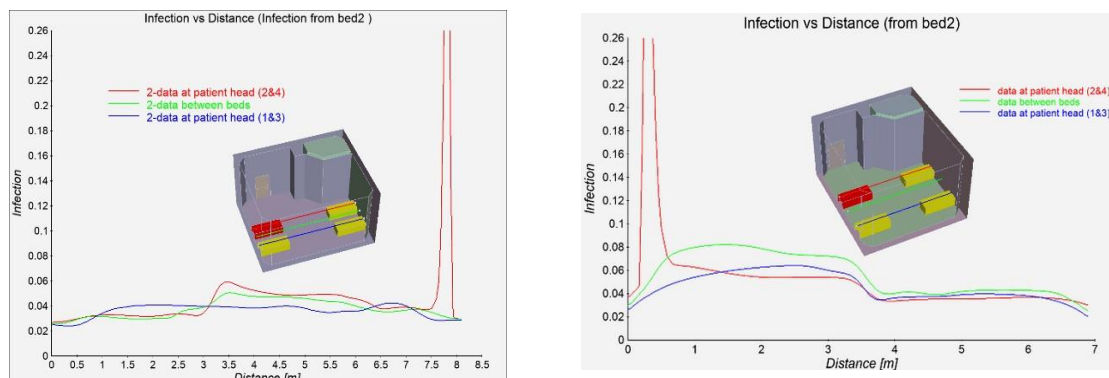 Infection vs Distance (Infection from bed2 )
0.26
0.24
0.22
0.2
0.18
0.16
0.14
0.12
0.1
0.08
0.06
0.04
0.02
0
Infection
2-data at patient head (2&4)
2-data between beds
2-data at patient head (1&3)
0 0.5 1 1.5 2 2.5 3 3.5 4 4.5 5 5.5 6 6.5 7 7.5 8 8.5
Distance [m]
Infection vs Distance (from bed2)
0.26
0.24
0.22
0.2
0.18
0.16
0.14
0.12
0.1
0.08
0.06
0.04
0.02
0
Infection
data at patient head (2&4)
data between beds
data at patient head (1&3)
0 1 2 3 4 5 6 7
Distance [m]